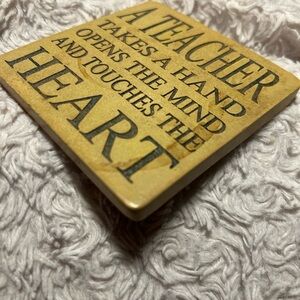 A TEACHER
TAKES A HAND
OPENS THE MIND
AND TOUCHES THE
HEART